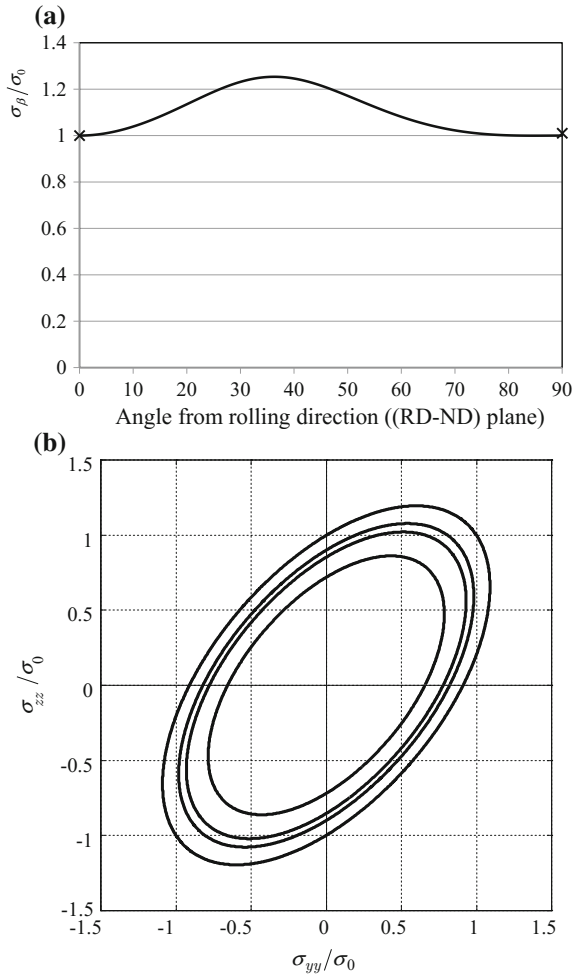 (a)
σβ/σ0
1.4
1.2
1
0.8
0.6
0.4
0.2
0
0 10 20 30 40 50 60 70 80 90
Angle from rolling direction ((RD-ND) plane)
(b)
σzz/σ0
1.5
1
0.5
0
-0.5
-1
-1.5
-1.5 -1 -0.5 0 0.5 1 1.5
σyy/σ0